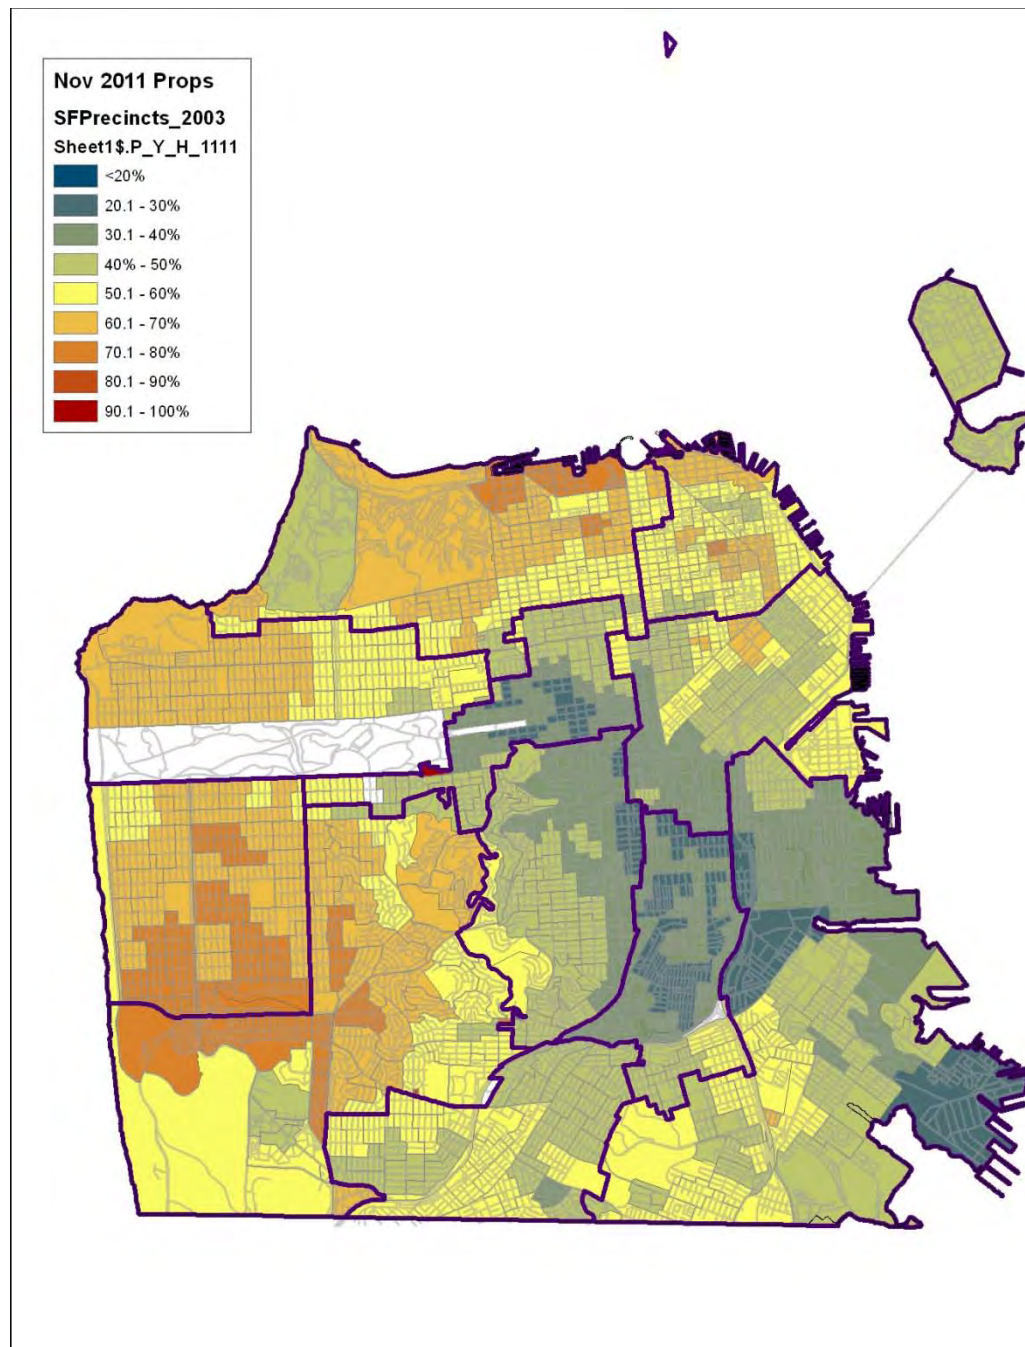 Nov 2011 Props
SFPrecincts_2003
Sheet1$.P_Y_H_1111
<20%
20.1 - 30%
30.1 - 40%
40% - 50%
50.1 - 60%
60.1 - 70%
70.1 - 80%
80.1 - 90%
90.1 - 100%